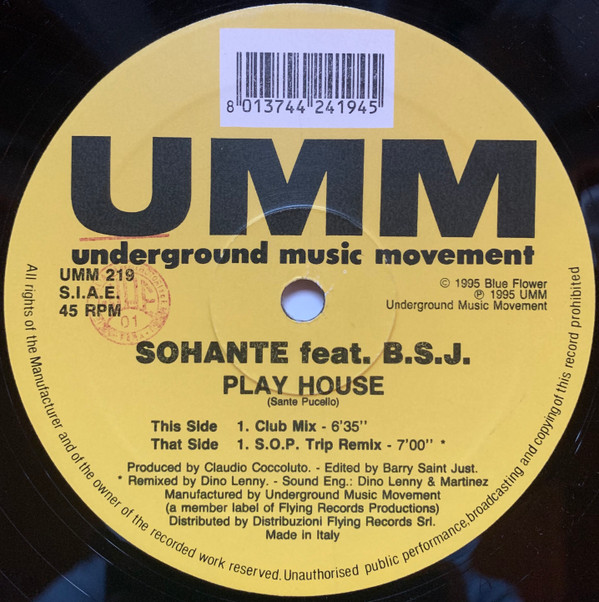 8 013744 241945
UMM
underground music movement
UMM 219
S.I.A.E.
45 RPM
© 1995 Blue Flower
℗ 1995 UMM
Underground Music Movement
01
SOHANTE feat. B.S.J.
PLAY HOUSE
(Sante Pucello)
This Side 1. Club Mix - 6'35''
That Side 1. S.O.P. Trip Remix - 7'00'' *
Produced by Claudio Coccoluto. - Edited by Barry Saint Just.
* Remixed by Dino Lenny. - Sound Eng.: Dino Lenny & Martinez
Manufactured by Underground Music Movement
(a member label of Flying Records Productions)
Distributed by Distribuzioni Flying Records Srl.
Made in Italy
All rights of the Manufacturer and of the owner of the recorded work reserved. Unauthorised public performance, broadcasting and copying of this record prohibited